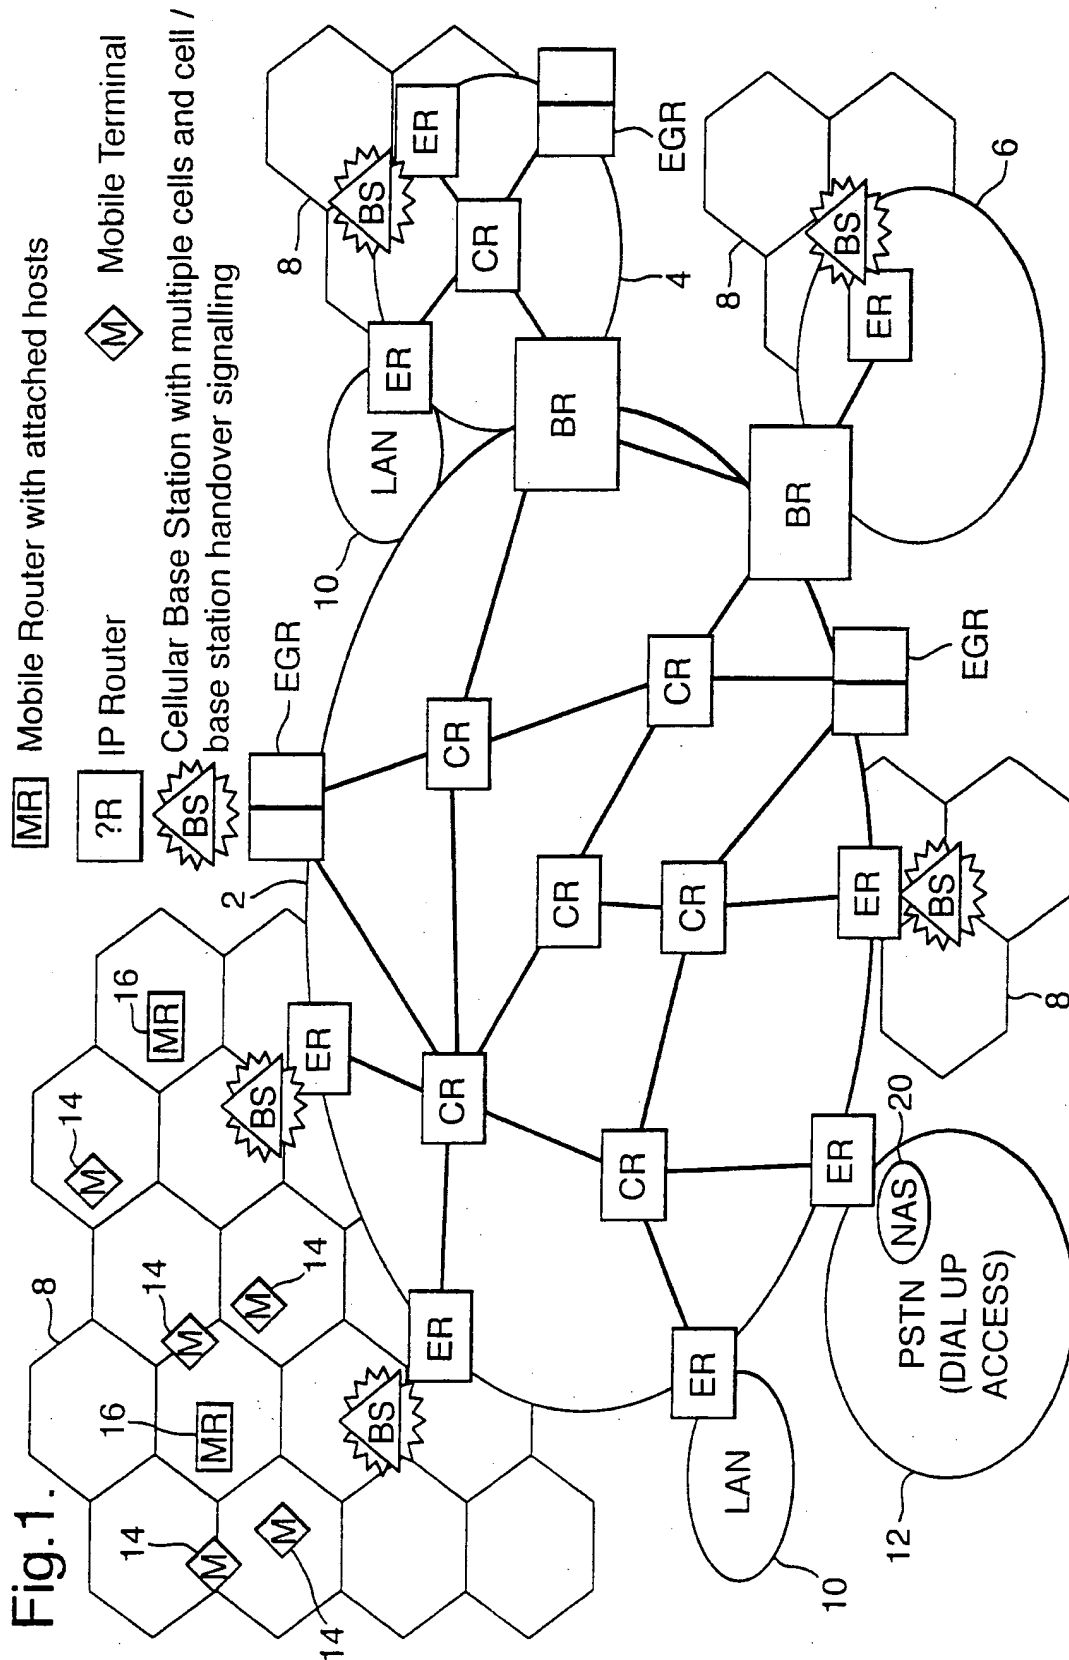 Fig.1.
MR Mobile Router with attached hosts
?R IP Router
M Mobile Terminal
BS Cellular Base Station with multiple cells and cell /
base station handover signalling
8
14
M
16
MR
14
M
16
MR
14
M
14
M
14
M
BS
BS
ER
ER
2
EGR
10
LAN
8
BS
ER
ER
CR
EGR
4
BR
CR
CR
CR
CR
CR
CR
BR
8
BS
ER
6
EGR
ER
LAN
10
ER
ER
BS
8
NAS
20
PSTN
(DIAL UP
ACCESS)
12